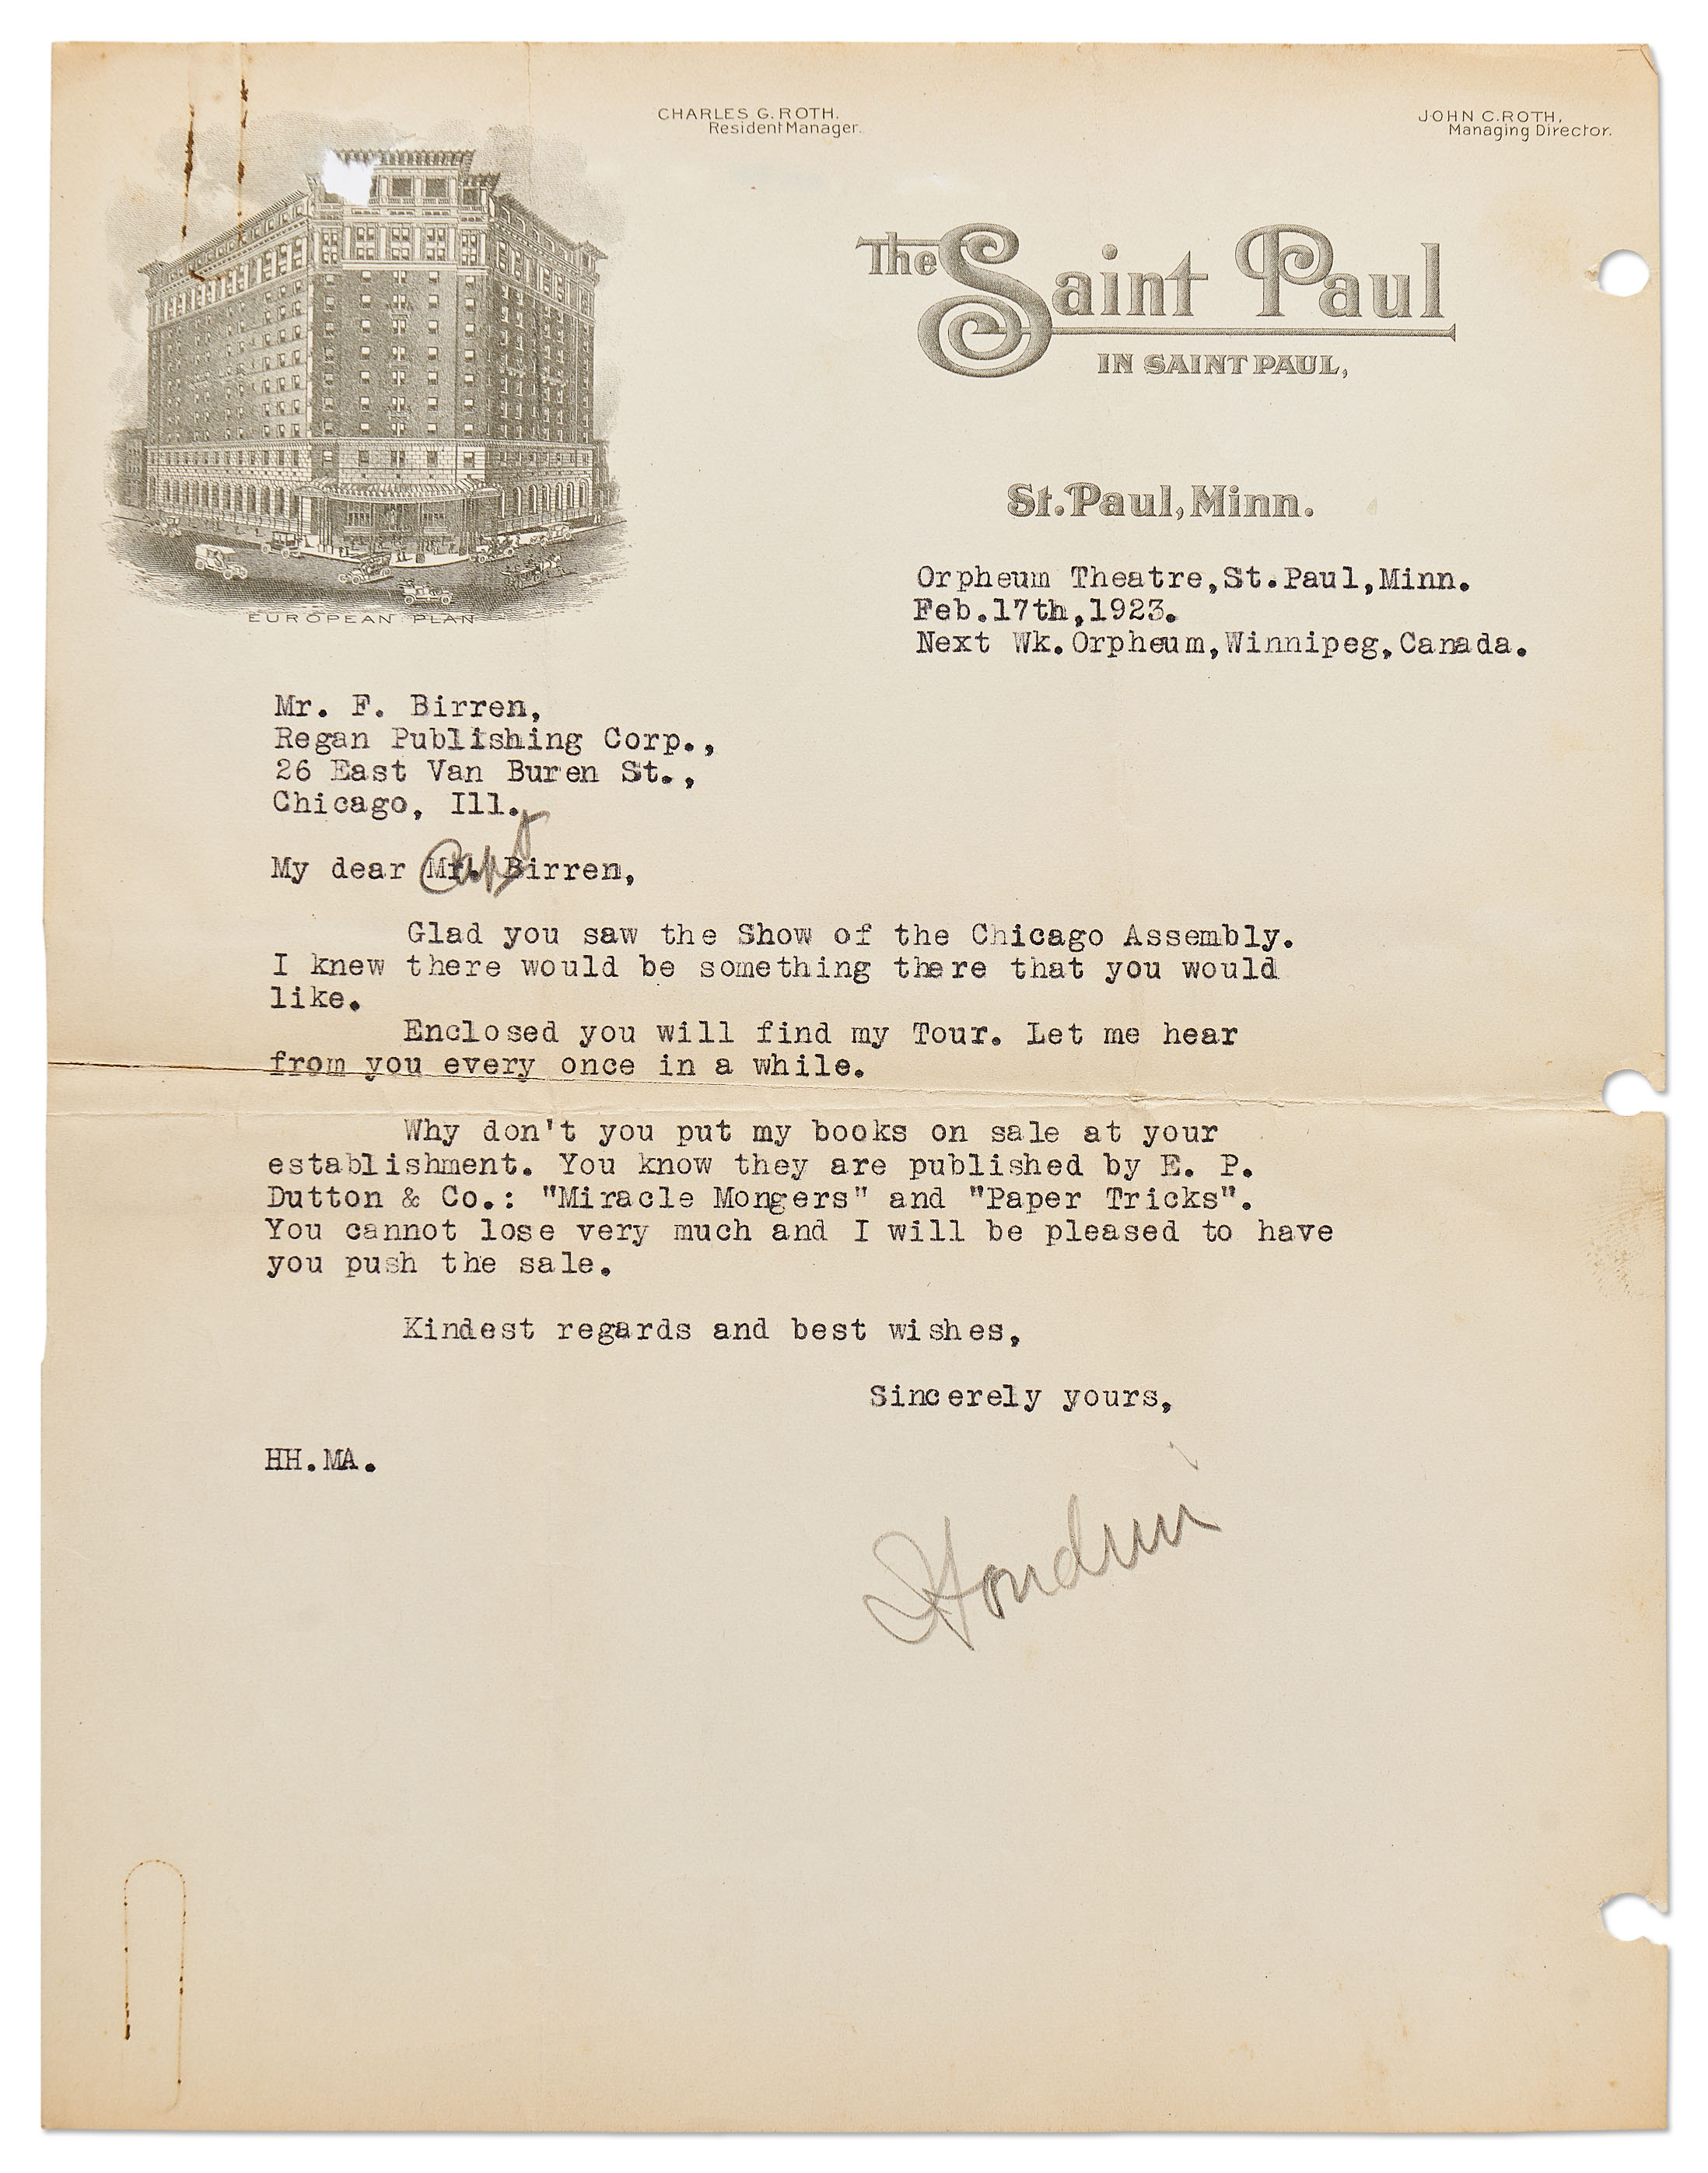 CHARLES G. ROTH.
Resident Manager.
JOHN C. ROTH,
Managing Director.
The Saint Paul
IN SAINT PAUL,
EUROPEAN PLAN
St. Paul, Minn.
Orpheum Theatre,St.Paul,Minn.
Feb.17th,1923.
Next Wk.Orpheum,Winnipeg,Canada.
Mr. F. Birren,
Regan Publishing Corp.,
26 East Van Buren St.,
Chicago, Ill.
My dear Mr. Birren,
Capt
Glad you saw the Show of the Chicago Assembly.
I knew there would be something there that you would
like.
Enclosed you will find my Tour. Let me hear
from you every once in a while.
Why don't you put my books on sale at your
establishment. You know they are published by E. P.
Dutton & Co.: "Miracle Mongers" and "Paper Tricks".
You cannot lose very much and I will be pleased to have
you push the sale.
Kindest regards and best wishes,
Sincerely yours,
HH.MA.
Houdini